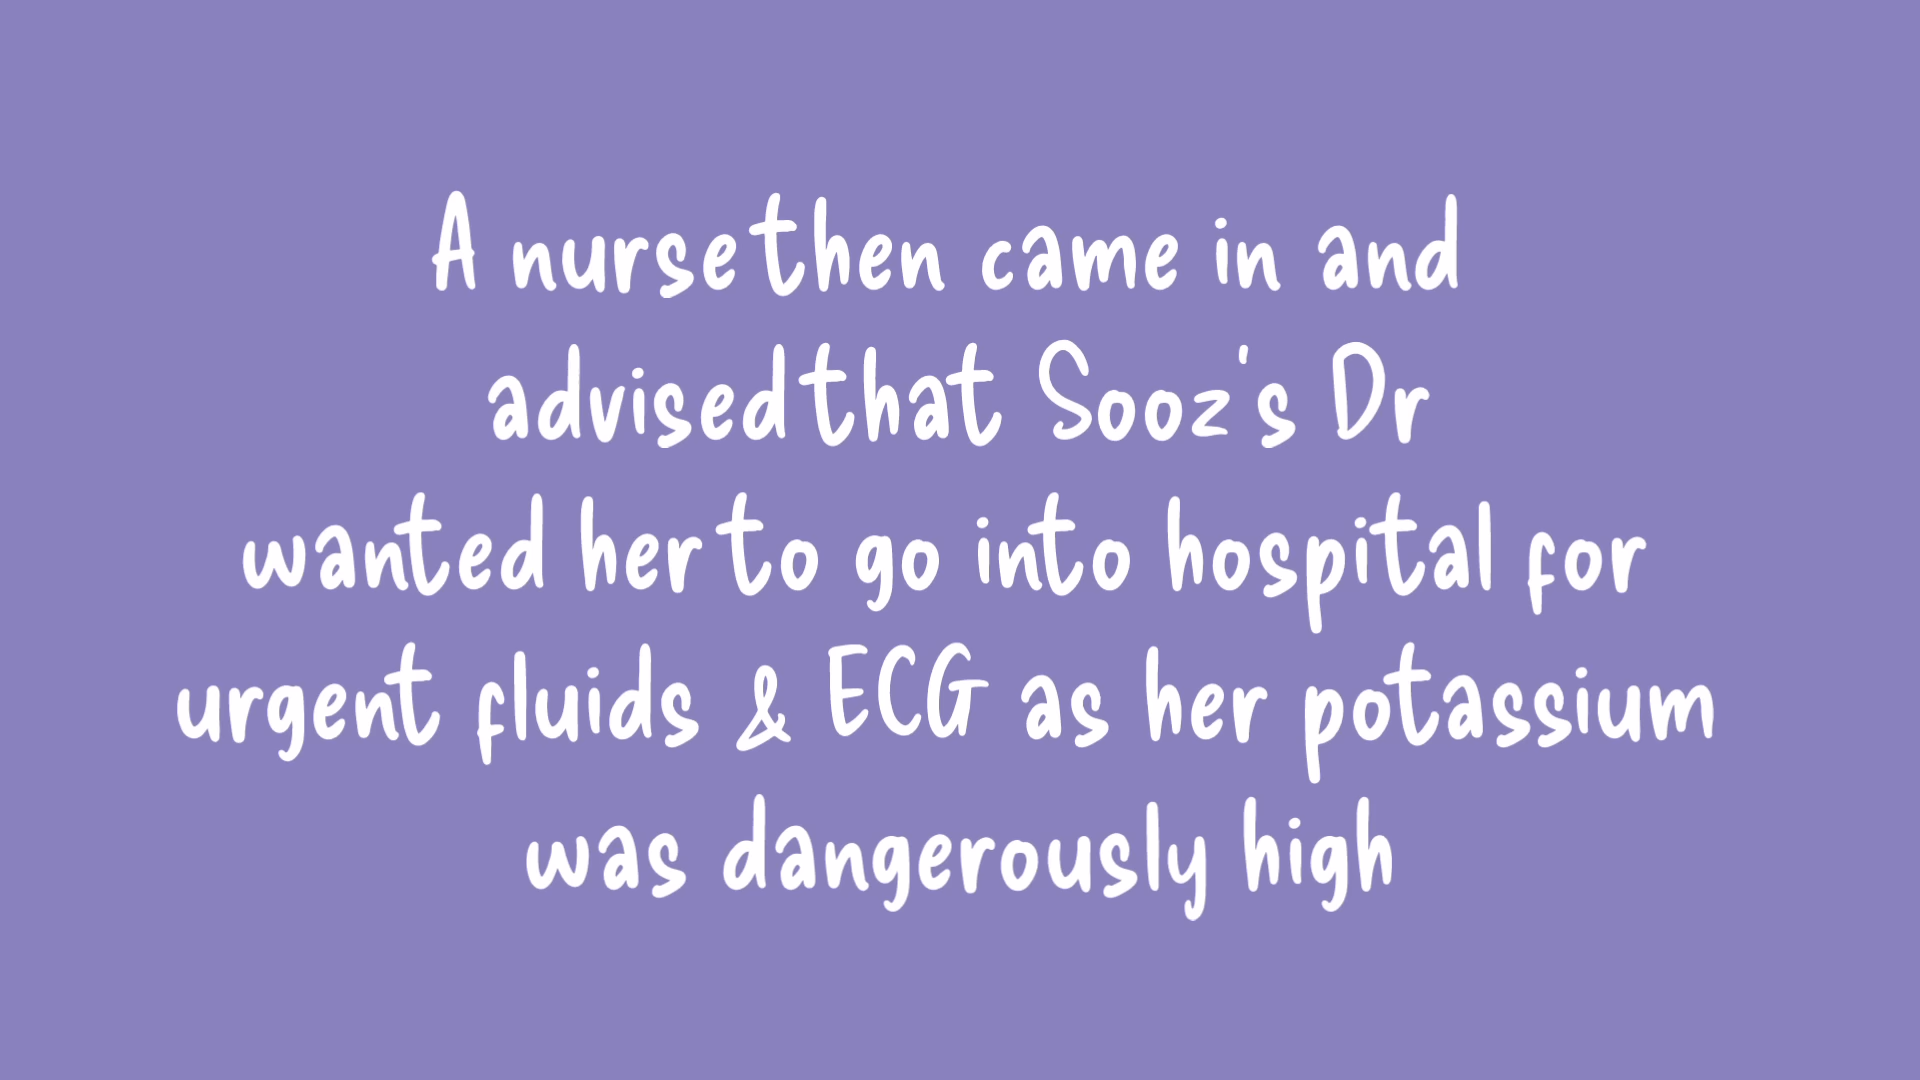 A nurse then came in and
advised that Sooz's Dr
wanted her to go into hospital for
urgent fluids & ECG as her potassium
was dangerously high